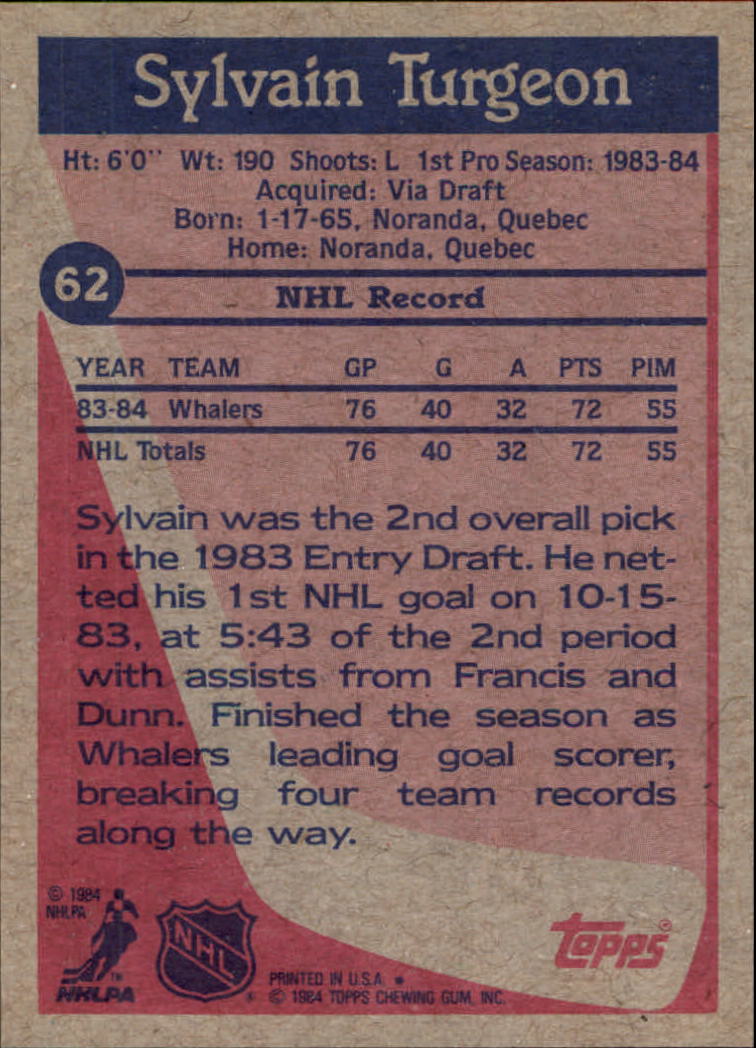 Sylvain Turgeon
Ht: 6'0" Wt: 190 Shoots: L 1st Pro Season: 1983-84
Acquired: Via Draft
Born: 1-17-65, Noranda, Quebec
Home: Noranda, Quebec
62
NHL Record
YEAR TEAM GP G A PTS PIM
83-84 Whalers 76 40 32 72 55
NHL Totals 76 40 32 72 55
Sylvain was the 2nd overall pick
in the 1983 Entry Draft. He net-
ted his 1st NHL goal on 10-15-
83, at 5:43 of the 2nd period
with assists from Francis and
Dunn. Finished the season as
Whalers leading goal scorer,
breaking four team records
along the way.
© 1984
NHLPA
NHL
TM
NHLPA
topps
®
PRINTED IN U.S.A. *
© 1984 TOPPS CHEWING GUM, INC.